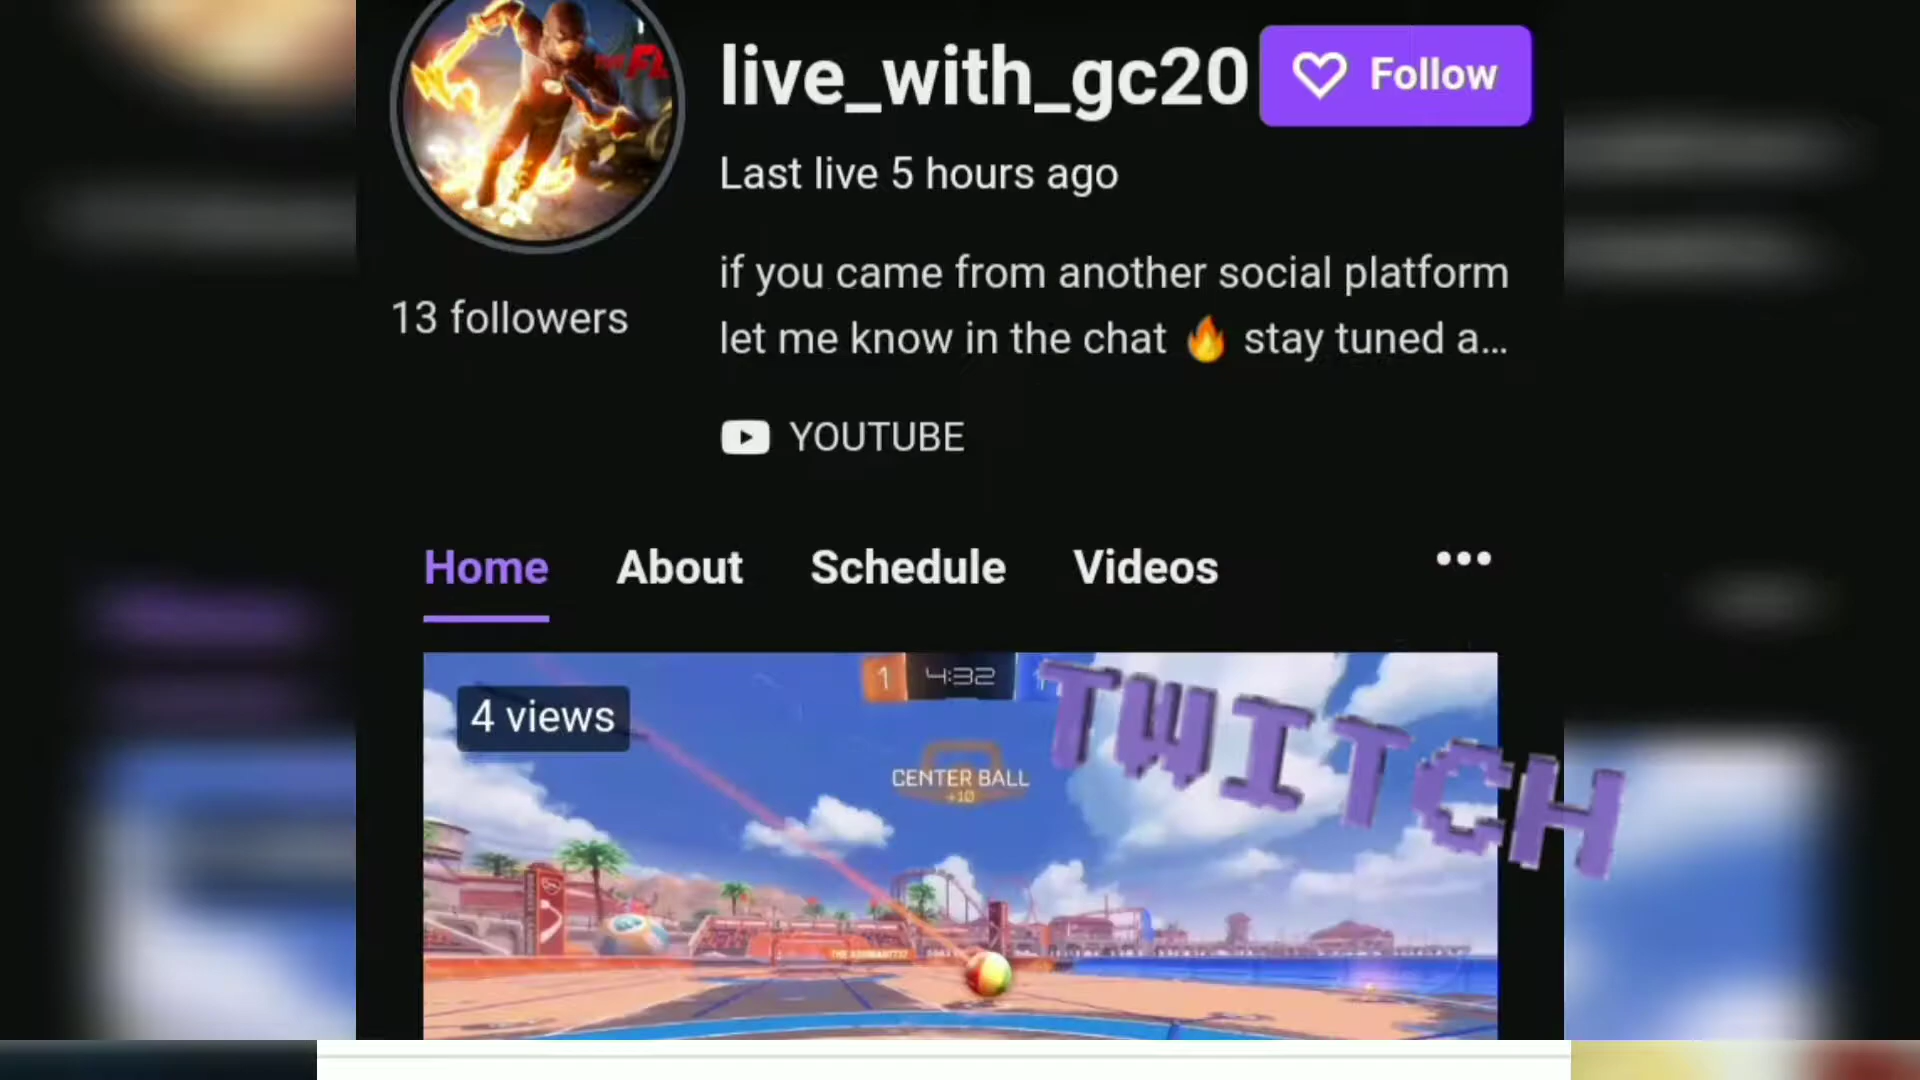 live_with_gc20
Follow
Last live 5 hours ago
if you came from another social platform
let me know in the chat 🔥 stay tuned a...
13 followers
YOUTUBE
Home
About
Schedule
Videos
4 views
1
4:32
CENTER BALL
+10
TWITCH